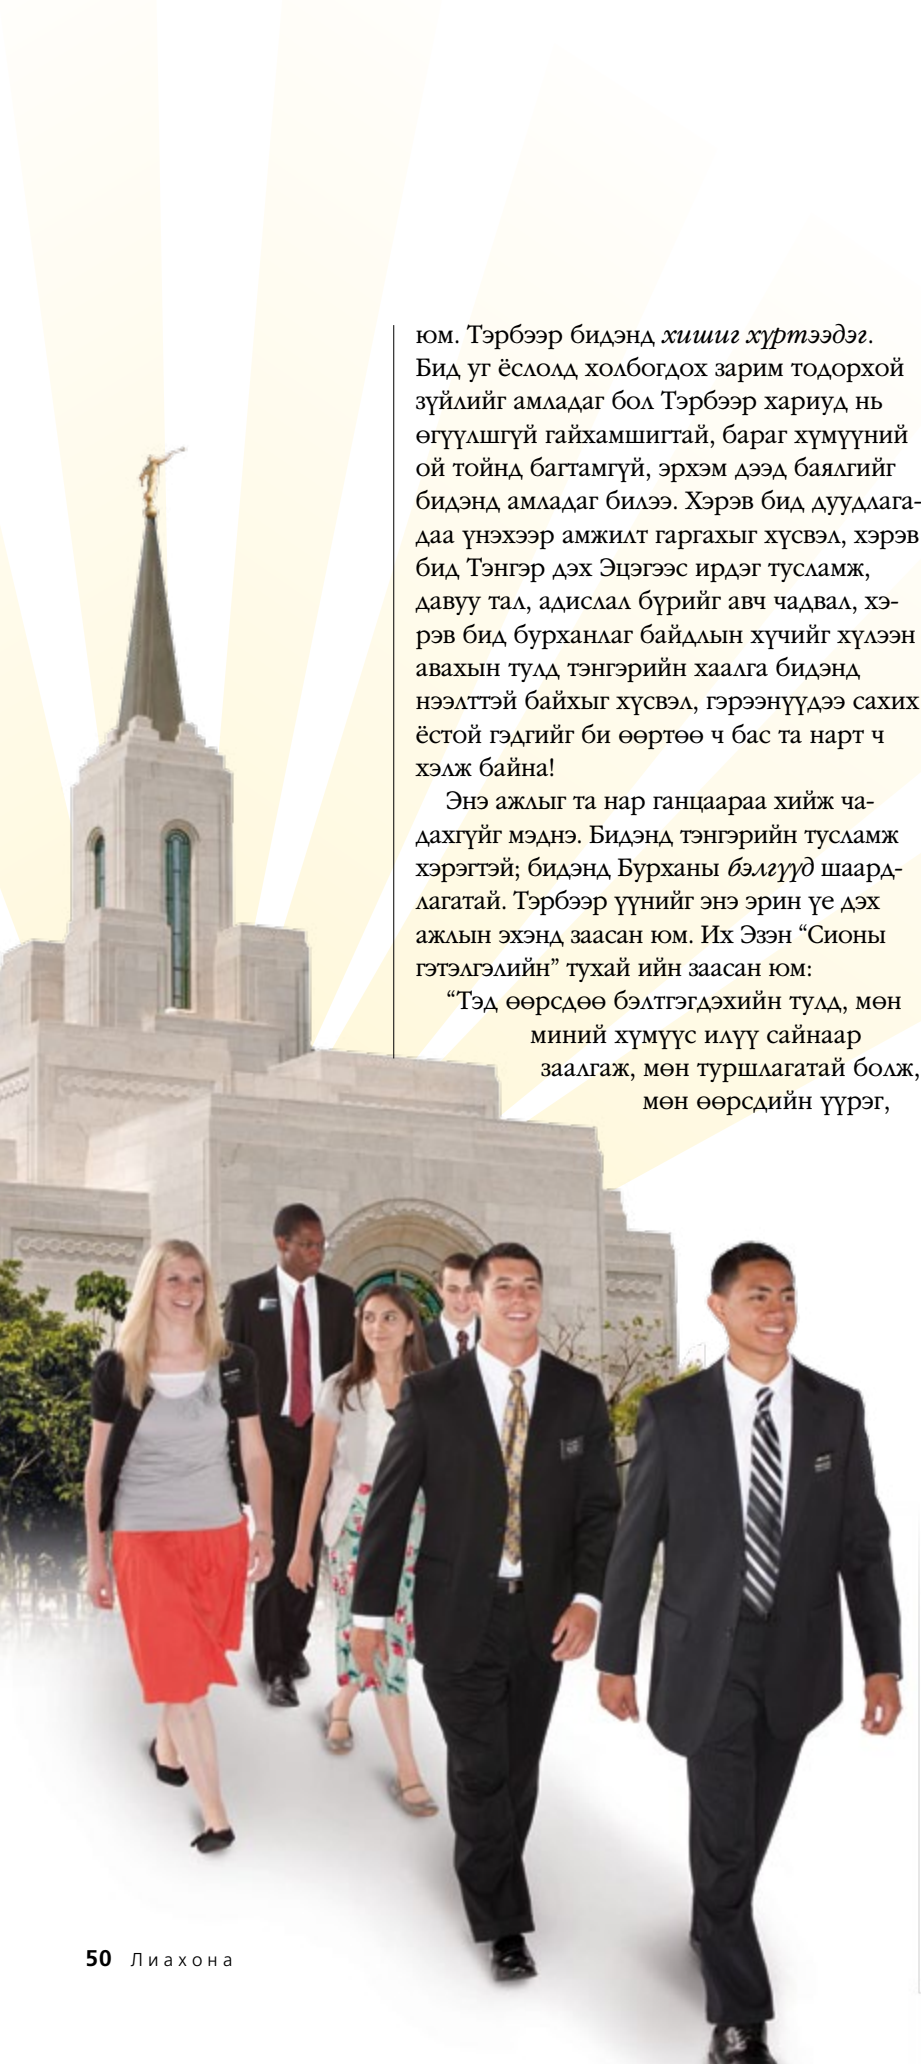 юм. Тэрбээр бидэнд хишиг хүртээдэг.
Бид уг ёслолд холбогдох зарим тодорхой
зүйлийг амладаг бол Тэрбээр хариуд нь
өгүүлшгүй гайхамшигтай, бараг хүмүүний
ой тойнд багтамгүй, эрхэм дээд баялгийг
бидэнд амладаг билээ. Хэрэв бид дуудлага-
даа үнэхээр амжилт гаргахыг хүсвэл, хэрэв
бид Тэнгэр дэх Эцэгээс ирдэг тусламж,
давуу тал, адислал бүрийг авч чадвал, хэ-
рэв бид бурханлаг байдлын хүчийг хүлээн
авахын тулд тэнгэрийн хаалга бидэнд
нээлттэй байхыг хүсвэл, гэрээнүүдээ сахих
ёстой гэдгийг би өөртөө ч бас та нарт ч
хэлж байна!
Энэ ажлыг та нар ганцаараа хийж ча-
дахгүйг мэднэ. Бидэнд тэнгэрийн тусламж
хэрэгтэй; бидэнд Бурханы бэлгүүд шаард-
лагатай. Тэрбээр үүнийг энэ эрин үе дэх
ажлын эхэнд заасан юм. Их Эзэн “Сионы
гэтэлгэлийн” тухай ийн заасан юм:
“Тэд өөрсдөө бэлтгэгдэхийн тулд, мөн
миний хүмүүс илүү сайнаар
заалгаж, мөн туршлагатай болж,
мөн өөрсдийн үүрэг,
50 Лиахона